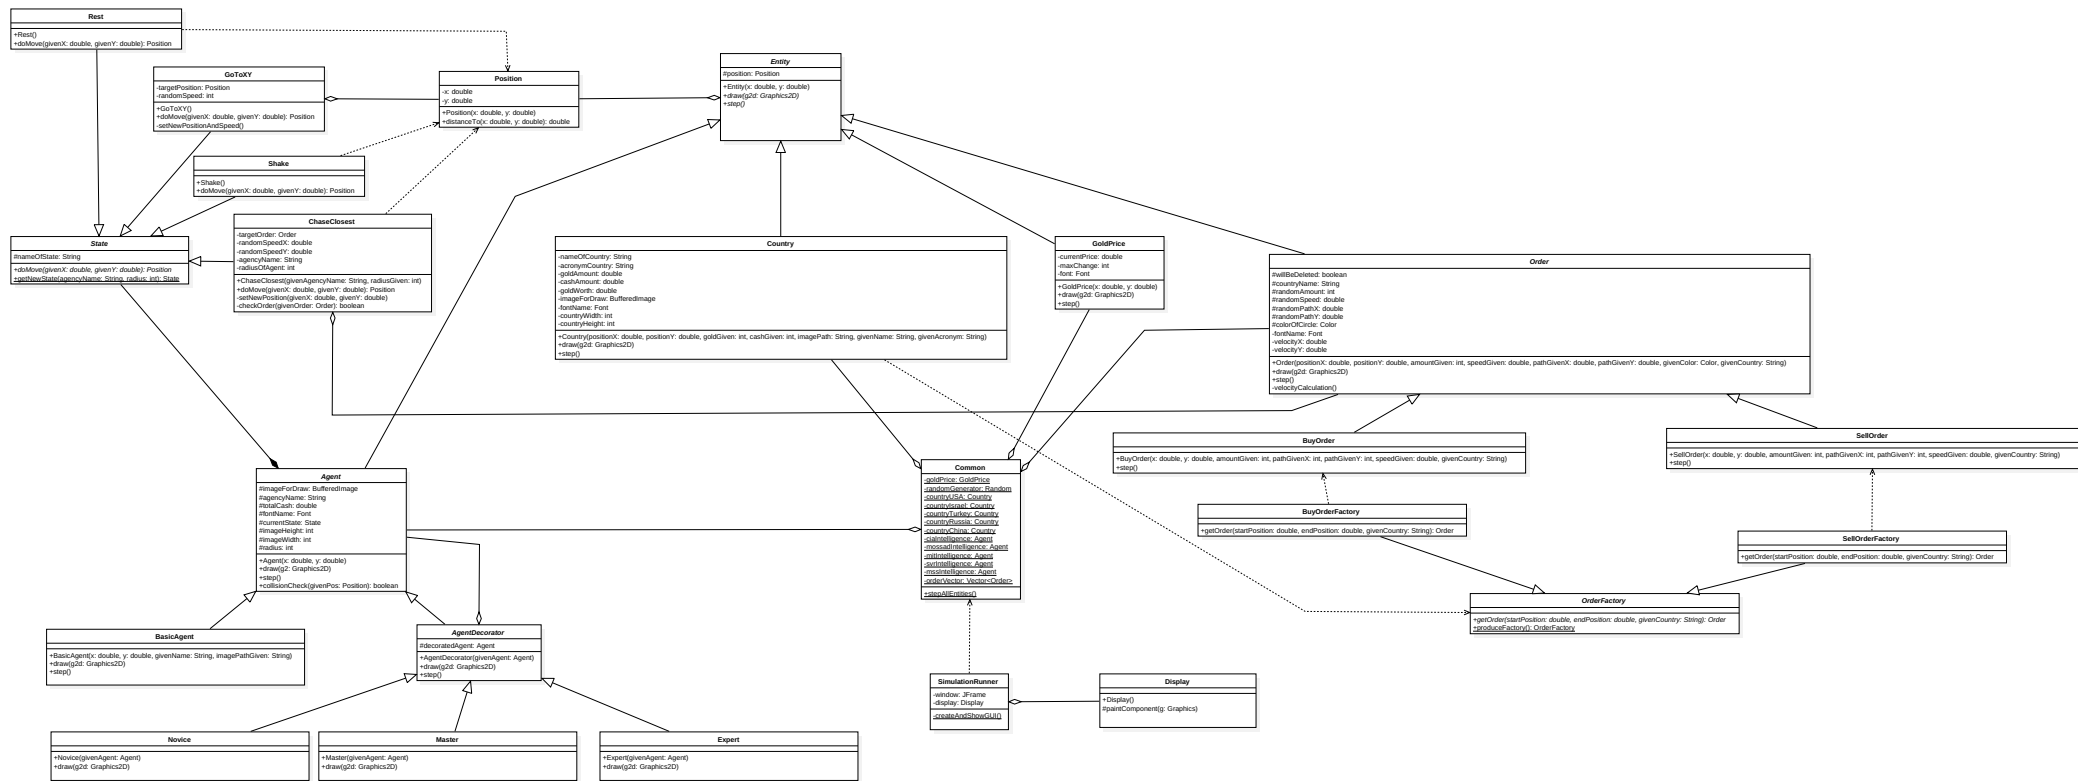 Rest
+Rest()
+doMove(givenX: double, givenY: double): Position
GoToXY
-targetPosition: Position
-randomSpeed: int
+GoToXY()
+doMove(givenX: double, givenY: double): Position
-setNewPositionAndSpeed()
Position
-x: double
-y: double
+Position(x: double, y: double)
+distanceTo(x: double, y: double): double
Entity
#position: Position
+Entity(x: double, y: double)
+draw(g2d: Graphics2D)
+step()
Shake
+Shake()
+doMove(givenX: double, givenY: double): Position
ChaseClosest
-targetOrder: Order
-randomSpeedX: double
-randomSpeedY: double
-agencyName: String
-radiusOfAgent: int
+ChaseClosest(givenAgencyName: String, radiusGiven: int)
+doMove(givenX: double, givenY: double): Position
-setNewPosition(givenX: double, givenY: double)
-checkOrder(givenOrder: Order): boolean
State
#nameOfState: String
+doMove(givenX: double, givenY: double): Position
+getNewState(agencyName: String, radius: int): State
Country
-nameOfCountry: String
-acronymCountry: String
-goldAmount: double
-cashAmount: double
-goldWorth: double
-imageForDraw: BufferedImage
-fontName: Font
-countryWidth: int
-countryHeight: int
+Country(positionX: double, positionY: double, goldGiven: int, cashGiven: int, imagePath: String, givenName: String, givenAcronym: String)
+draw(g2d: Graphics2D)
+step()
GoldPrice
-currentPrice: double
-maxChange: int
-font: Font
+GoldPrice(x: double, y: double)
+draw(g2d: Graphics2D)
+step()
Order
#willBeDeleted: boolean
#countryName: String
#randomAmount: int
#randomSpeed: double
#randomPathX: double
#randomPathY: double
#colorOfCircle: Color
-fontName: Font
-velocityX: double
-velocityY: double
+Order(positionX: double, positionY: double, amountGiven: int, speedGiven: double, pathGivenX: double, pathGivenY: double, givenColor: Color, givenCountry: String)
+draw(g2d: Graphics2D)
+step()
-velocityCalculation()
BuyOrder
+BuyOrder(x: double, y: double, amountGiven: int, pathGivenX: int, pathGivenY: int, speedGiven: double, givenCountry: String)
+step()
SellOrder
+SellOrder(x: double, y: double, amountGiven: int, pathGivenX: int, pathGivenY: int, speedGiven: double, givenCountry: String)
+step()
Agent
#imageForDraw: BufferedImage
#agencyName: String
#totalCash: double
#fontName: Font
#currentState: State
#imageHeight: int
#imageWidth: int
#radius: int
+Agent(x: double, y: double)
+draw(g2: Graphics2D)
+step()
+collisionCheck(givenPos: Position): boolean
Common
-goldPrice: GoldPrice
-randomGenerator: Random
-countryUSA: Country
-countryIsrael: Country
-countryTurkey: Country
-countryRussia: Country
-countryChina: Country
-ciaIntelligence: Agent
-mossadIntelligence: Agent
-mitIntelligence: Agent
-svrIntelligence: Agent
-mssIntelligence: Agent
-orderVector: Vector<Order>
+stepAllEntities()
BuyOrderFactory
+getOrder(startPosition: double, endPosition: double, givenCountry: String): Order
SellOrderFactory
+getOrder(startPosition: double, endPosition: double, givenCountry: String): Order
OrderFactory
+getOrder(startPosition: double, endPosition: double, givenCountry: String): Order
+produceFactory(): OrderFactory
BasicAgent
+BasicAgent(x: double, y: double, givenName: String, imagePathGiven: String)
+draw(g2d: Graphics2D)
+step()
AgentDecorator
#decoratedAgent: Agent
+AgentDecorator(givenAgent: Agent)
+draw(g2d: Graphics2D)
+step()
SimulationRunner
-window: JFrame
-display: Display
-createAndShowGUI()
Display
+Display()
#paintComponent(g: Graphics)
Novice
+Novice(givenAgent: Agent)
+draw(g2d: Graphics2D)
Master
+Master(givenAgent: Agent)
+draw(g2d: Graphics2D)
Expert
+Expert(givenAgent: Agent)
+draw(g2d: Graphics2D)